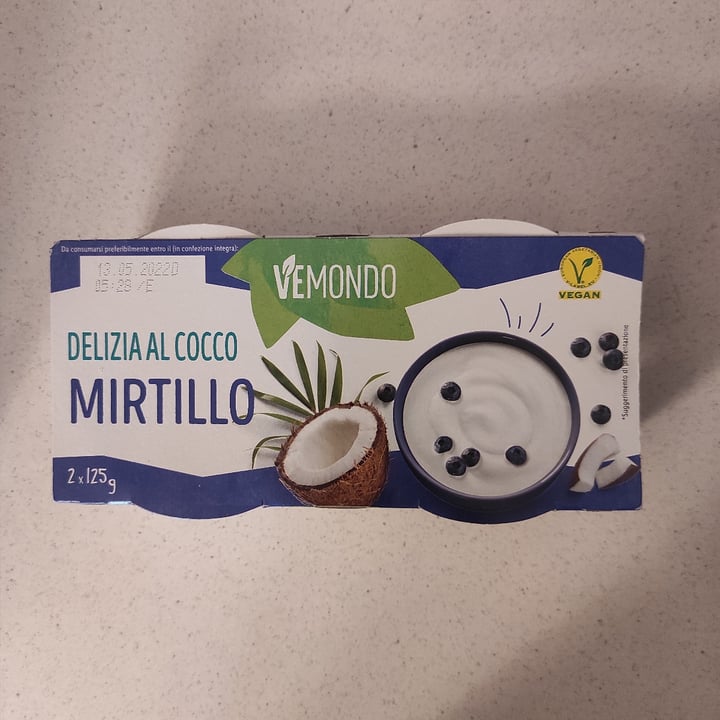 Da consumarsi preferibilmente entro il (in confezione integra):
13.05.2022D
05:28 /E
VEMONDO
VEGAN
DELIZIA AL COCCO
MIRTILLO
2 x 125g
*Suggerimento di presentazione